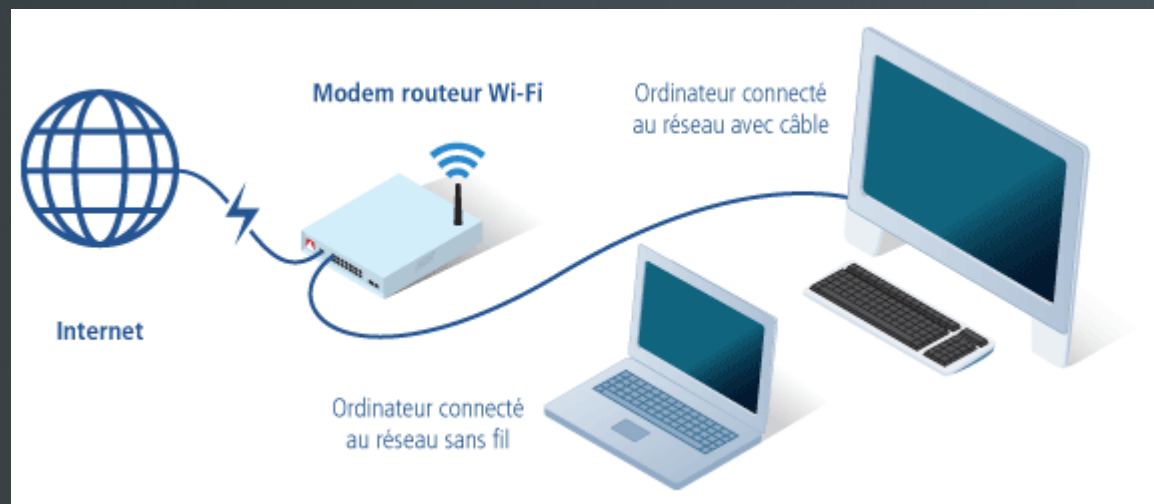 Modem routeur Wi-Fi
Ordinateur connecté
au réseau avec câble
Internet
Ordinateur connecté
au réseau sans fil